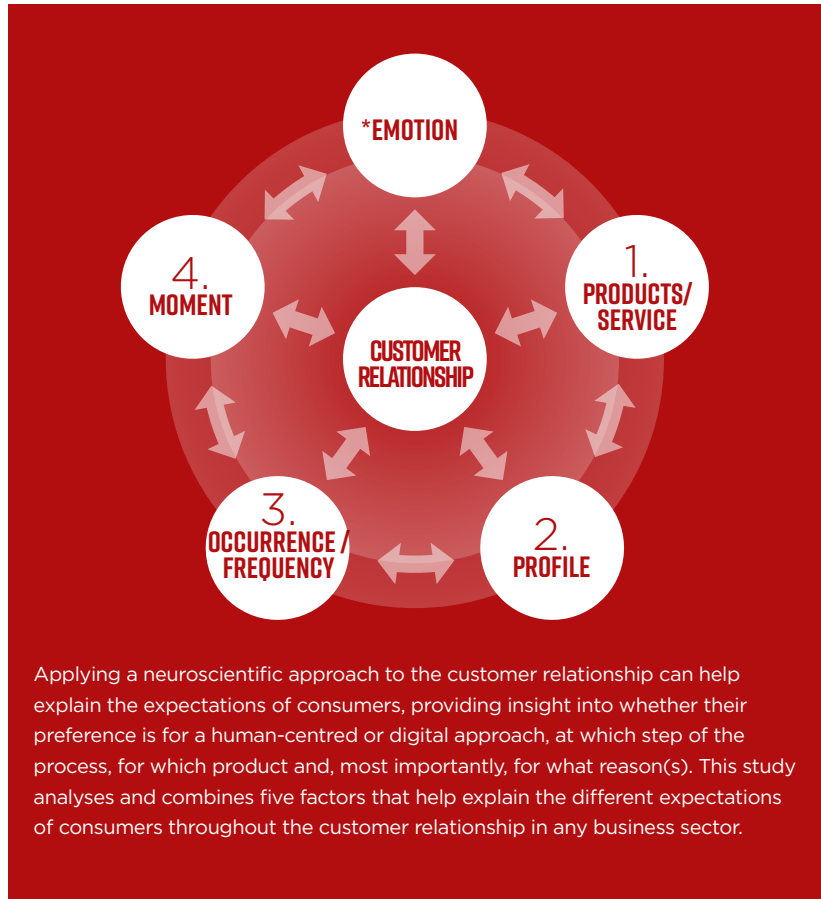 *EMOTION
1.
PRODUCTS/
SERVICE
2.
PROFILE
3.
OCCURRENCE /
FREQUENCY
4.
MOMENT
CUSTOMER
RELATIONSHIP
Applying a neuroscientific approach to the customer relationship can help
explain the expectations of consumers, providing insight into whether their
preference is for a human-centred or digital approach, at which step of the
process, for which product and, most importantly, for what reason(s). This study
analyses and combines five factors that help explain the different expectations
of consumers throughout the customer relationship in any business sector.